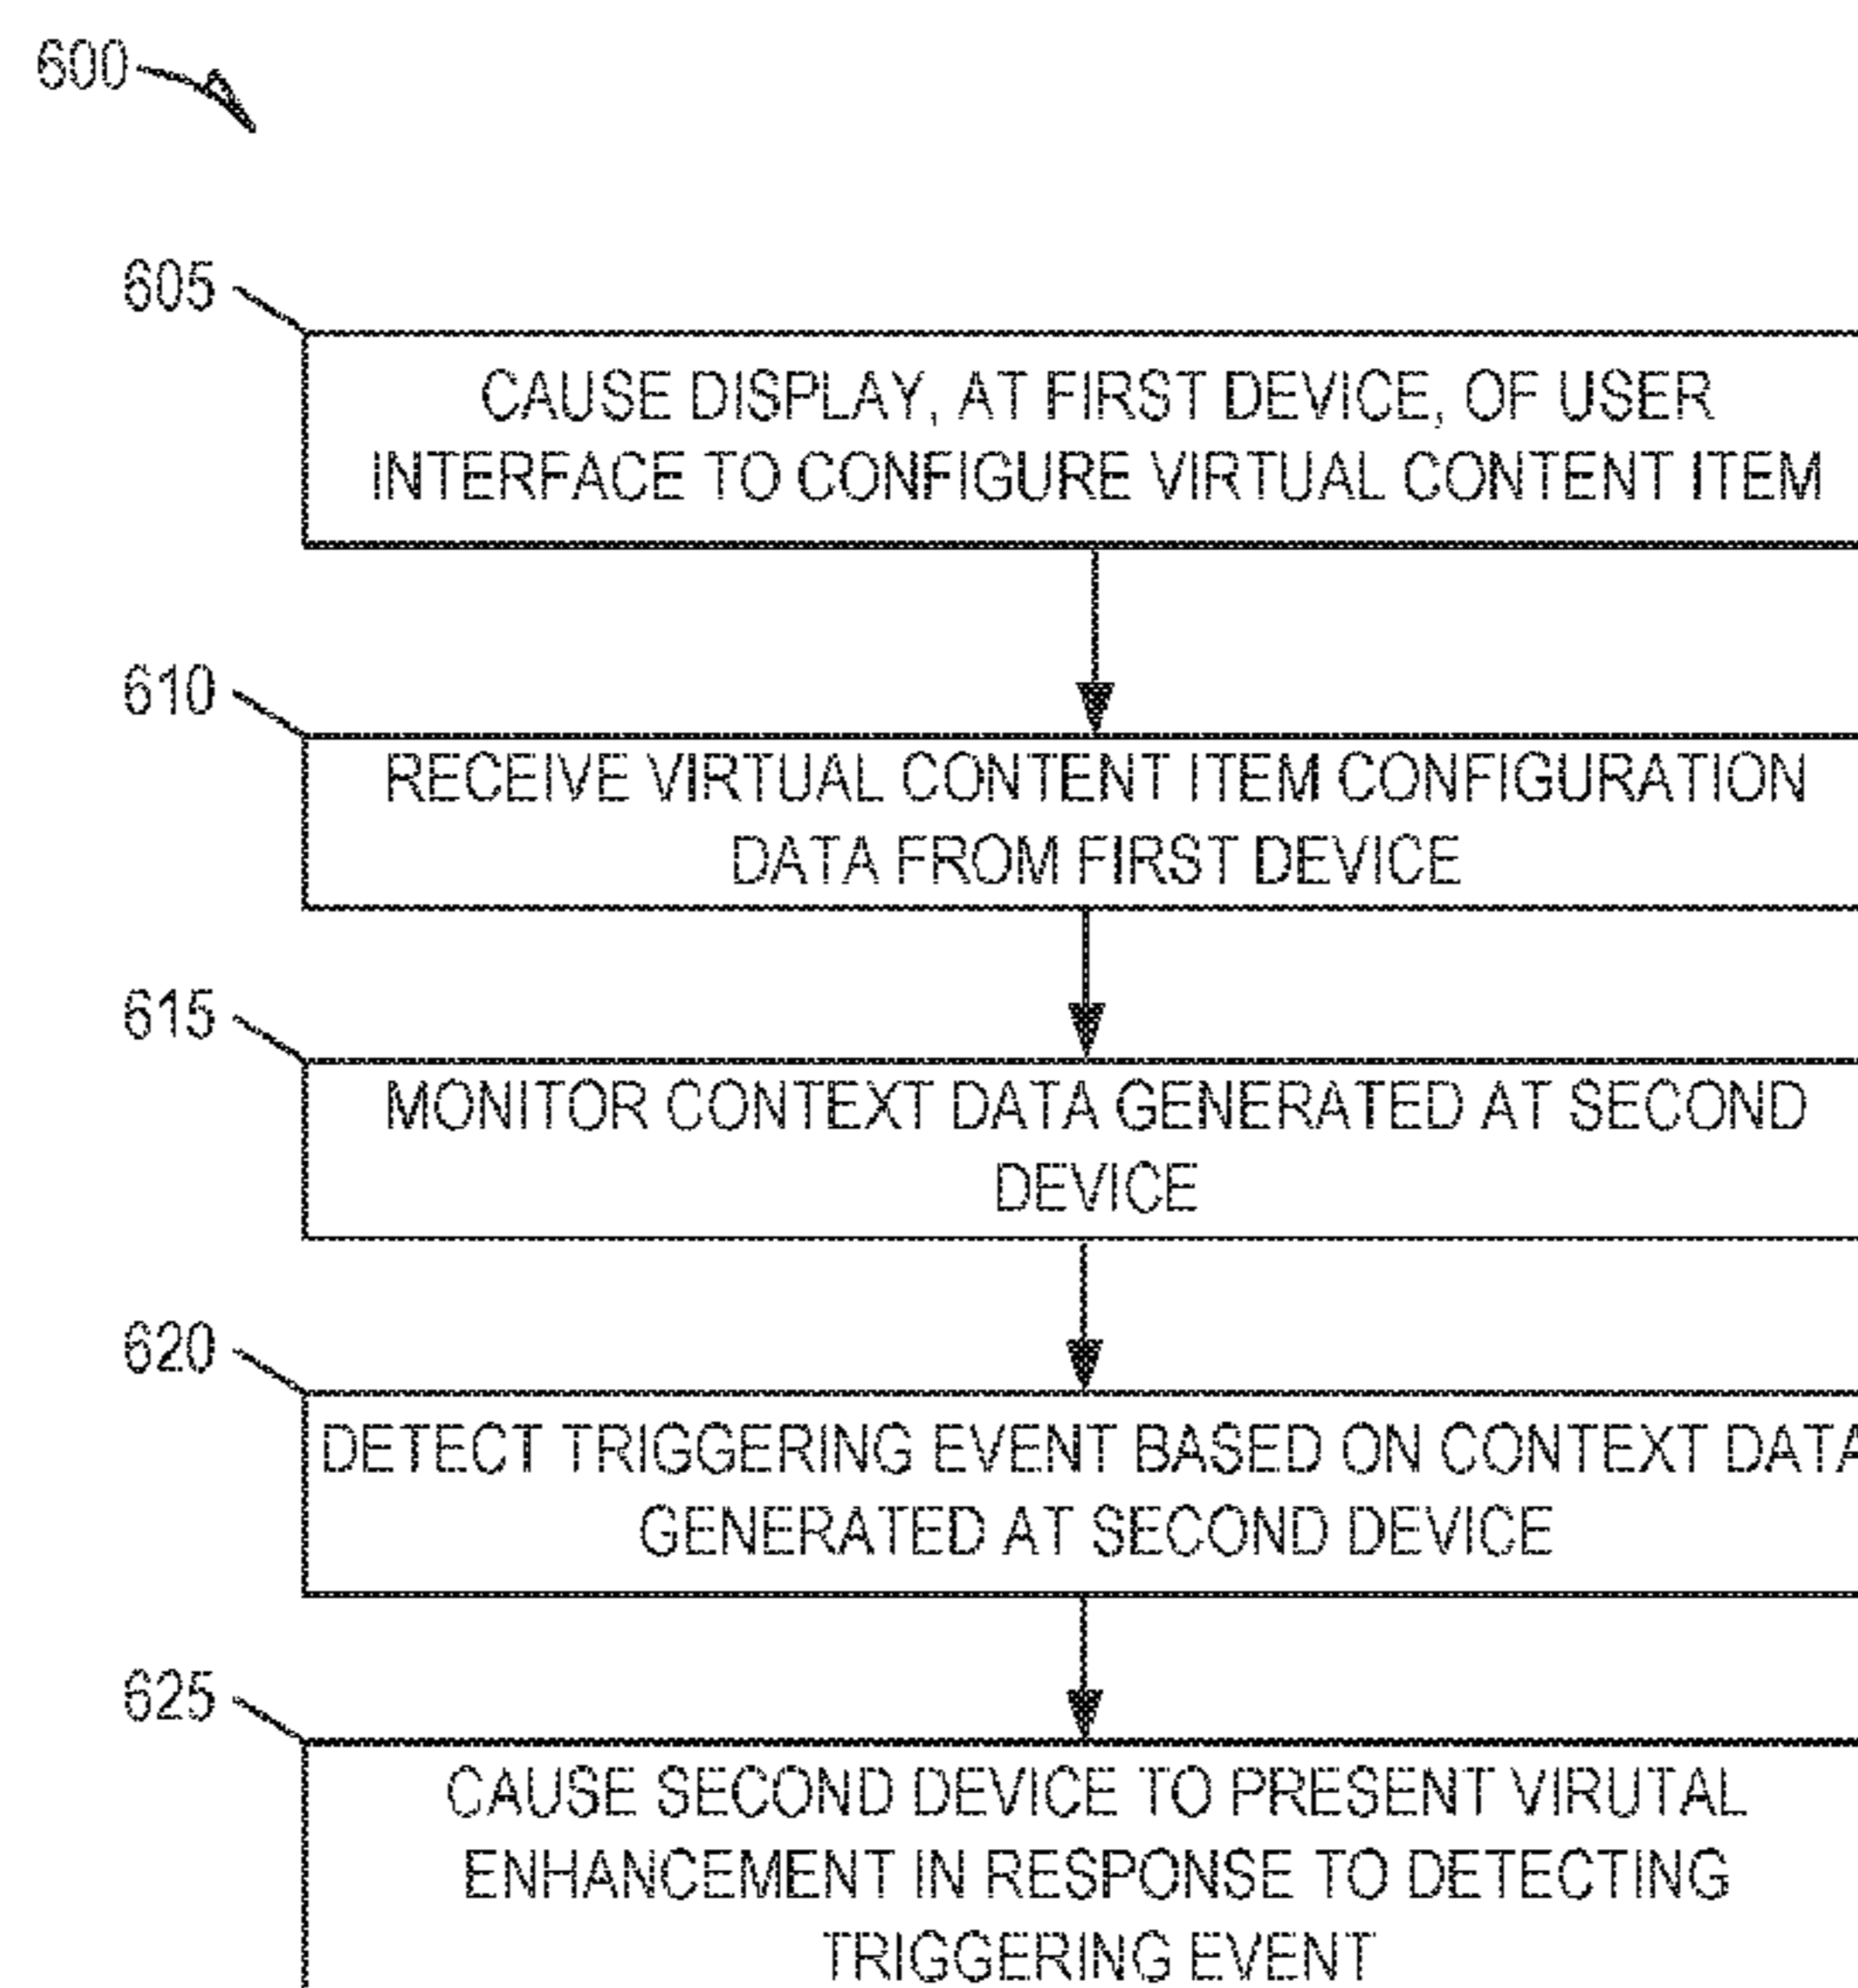 600
605
CAUSE DISPLAY, AT FIRST DEVICE, OF USER
INTERFACE TO CONFIGURE VIRTUAL CONTENT ITEM
610
RECEIVE VIRTUAL CONTENT ITEM CONFIGURATION
DATA FROM FIRST DEVICE
615
MONITOR CONTEXT DATA GENERATED AT SECOND
DEVICE
620
DETECT TRIGGERING EVENT BASED ON CONTEXT DATA
GENERATED AT SECOND DEVICE
625
CAUSE SECOND DEVICE TO PRESENT VIRUTAL
ENHANCEMENT IN RESPONSE TO DETECTING
TRIGGERING EVENT